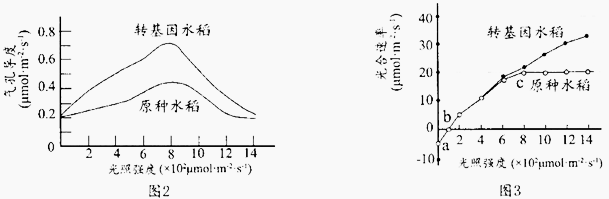 气孔导度
(μmol·m⁻²·s⁻¹)
0.8
0.6
0.4
0.2
0
转基因水稻
原种水稻
2 4 6 8 10 12 14
光照强度 (×10²μmol·m⁻²·s⁻¹)
图2
光合速率
(μmol·m⁻²·s⁻¹)
40
30
20
10
0
-10
转基因水稻
c 原种水稻
b
a
2 4 6 8 10 12 14
光照强度 (×10²μmol·m⁻²·s⁻¹)
图3